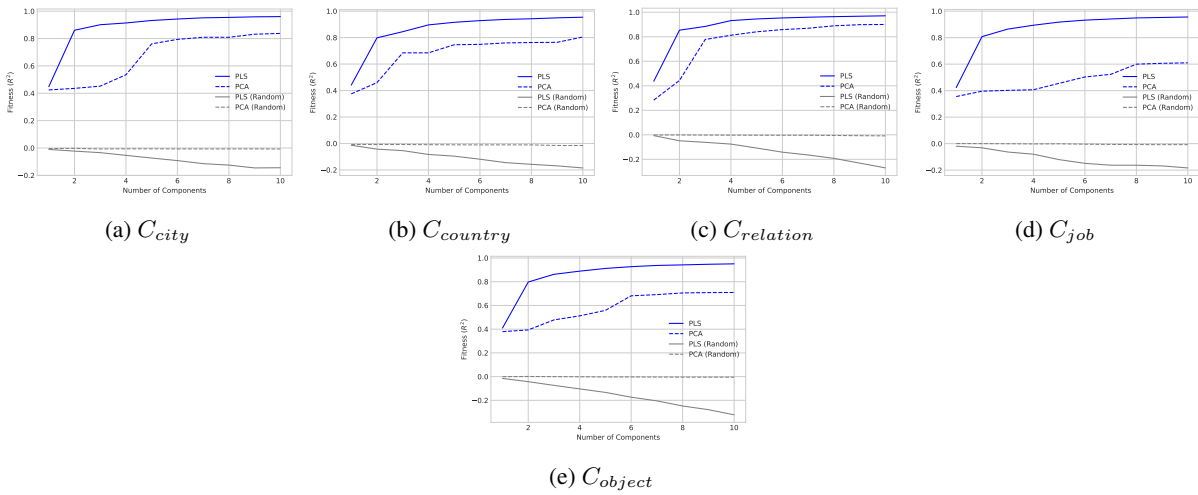 1.0
0.8
0.6
0.4
0.2
0.0
−0.2
Fitness (R²)
PLS
PCA
PLS (Random)
PCA (Random)
2 4 6 8 10
Number of Components
(a) C_city
1.0
0.8
0.6
0.4
0.2
0.0
−0.2
Fitness (R²)
PLS
PCA
PLS (Random)
PCA (Random)
2 4 6 8 10
Number of Components
(b) C_country
1.0
0.8
0.6
0.4
0.2
0.0
−0.2
Fitness (R²)
PLS
PCA
PLS (Random)
PCA (Random)
2 4 6 8 10
Number of Components
(c) C_relation
1.0
0.8
0.6
0.4
0.2
0.0
−0.2
Fitness (R²)
PLS
PCA
PLS (Random)
PCA (Random)
2 4 6 8 10
Number of Components
(d) C_job
1.0
0.8
0.6
0.4
0.2
0.0
−0.2
Fitness (R²)
PLS
PCA
PLS (Random)
PCA (Random)
2 4 6 8 10
Number of Components
(e) C_object